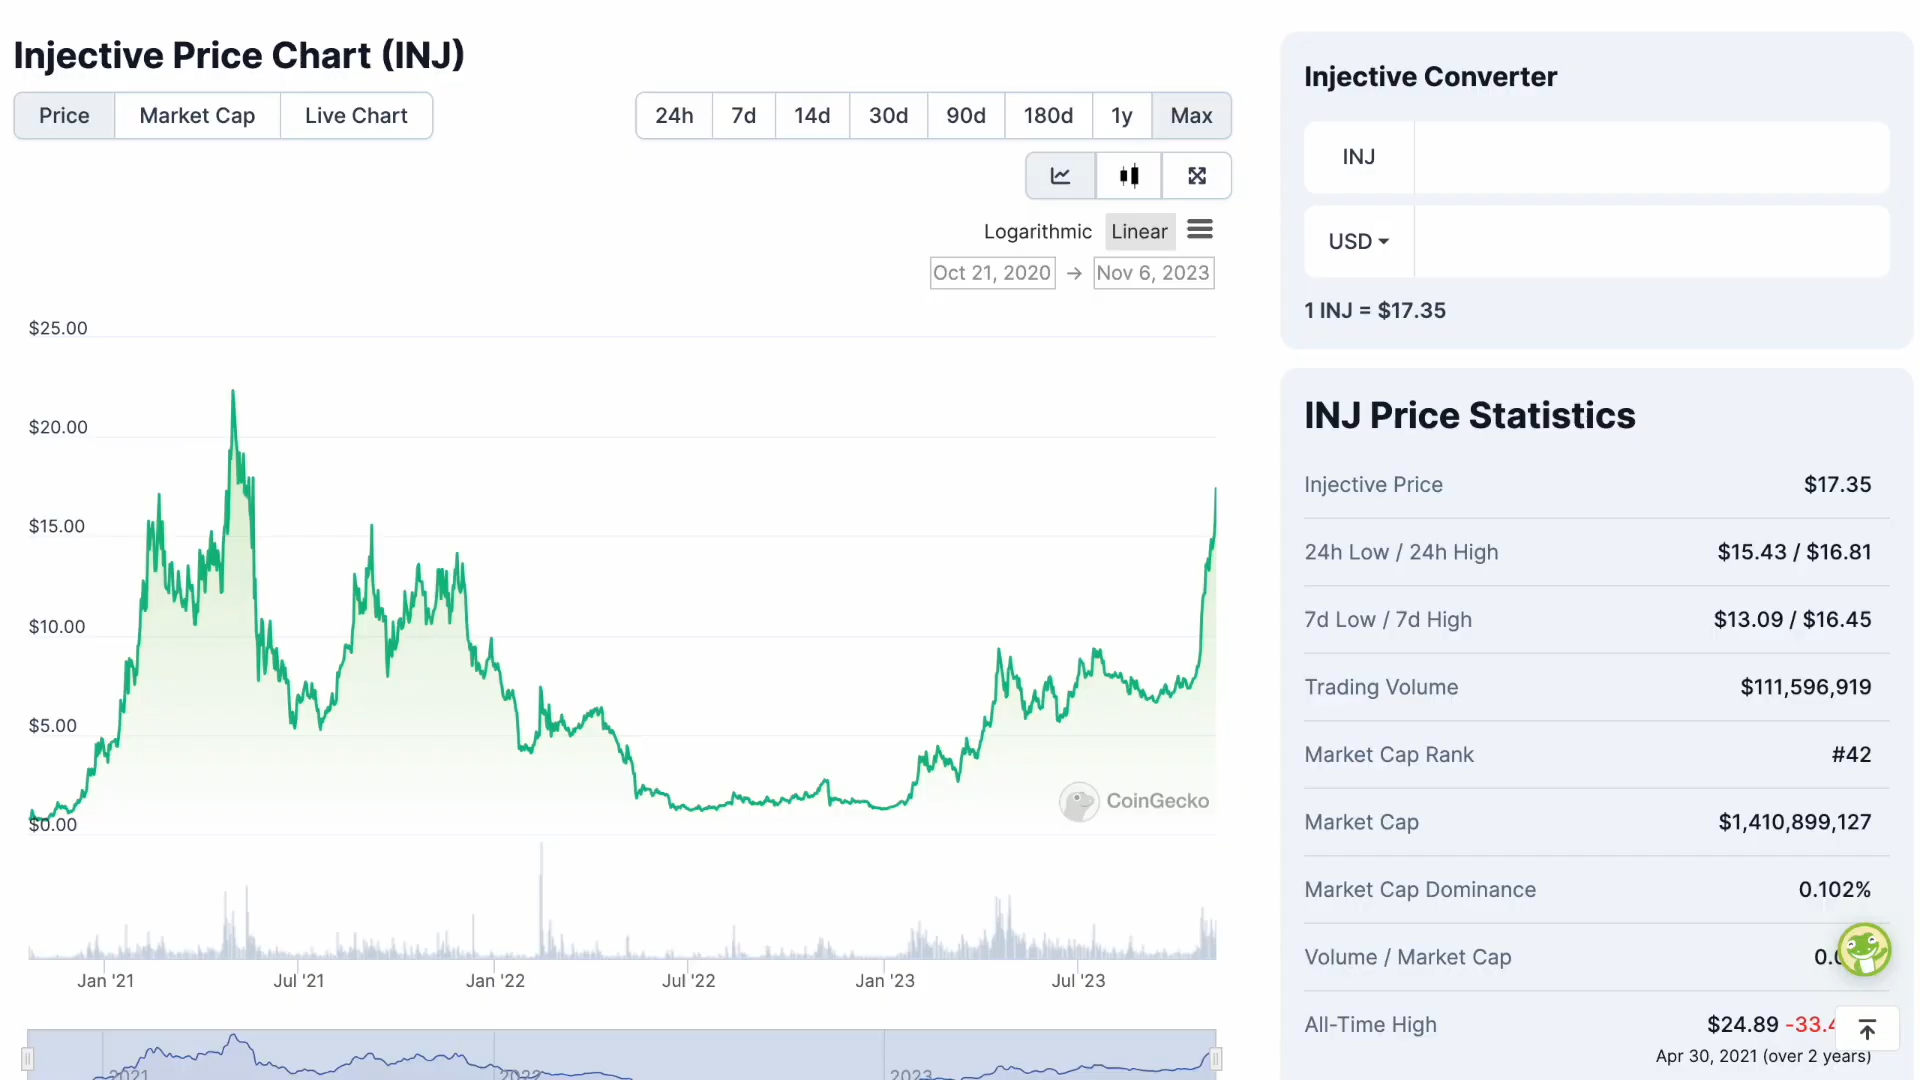 Injective Price Chart (INJ)
Price
Market Cap
Live Chart
24h
7d
14d
30d
90d
180d
1y
Max
Logarithmic
Linear
Oct 21, 2020 → Nov 6, 2023
$25.00
$20.00
$15.00
$10.00
$5.00
$0.00
CoinGecko
Jan '21
Jul '21
Jan '22
Jul '22
Jan '23
Jul '23
2021
2022
2023
Injective Converter
INJ
USD
1 INJ = $17.35
INJ Price Statistics
Injective Price $17.35
24h Low / 24h High $15.43 / $16.81
7d Low / 7d High $13.09 / $16.45
Trading Volume $111,596,919
Market Cap Rank #42
Market Cap $1,410,899,127
Market Cap Dominance 0.102%
Volume / Market Cap
All-Time High $24.89
Apr 30, 2021 (over 2 years)